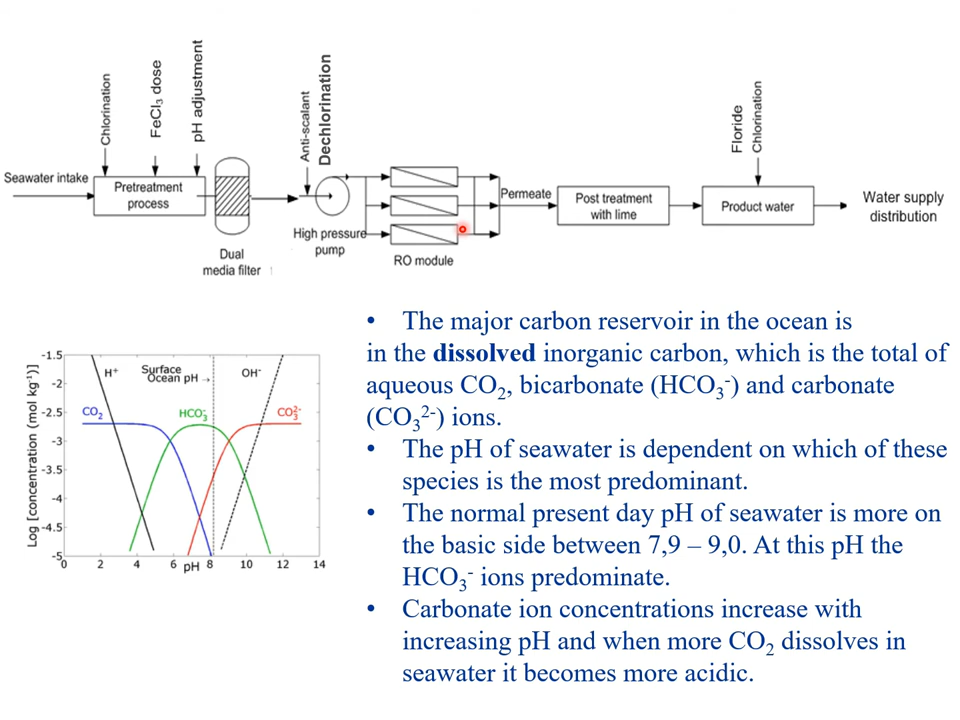 Chlorination
FeCl₃ dose
pH adjustment
Anti-scalant
Dechlorination
Floride
Chlorination
Seawater intake
Pretreatment
process
Dual
media filter
High pressure
pump
RO module
Permeate
Post treatment
with lime
Product water
Water supply
distribution
Log [concentration (mol kg⁻¹)]
-1.5
-2
-2.5
-3
-3.5
-4
-4.5
-5
H⁺
Surface
Ocean pH →
OH⁻
CO₂
HCO₃⁻
CO₃²⁻
0 2 4 6 pH 8 10 12 14
• The major carbon reservoir in the ocean is
in the dissolved inorganic carbon, which is the total of
aqueous CO₂, bicarbonate (HCO₃⁻) and carbonate
(CO₃²⁻) ions.
• The pH of seawater is dependent on which of these
species is the most predominant.
• The normal present day pH of seawater is more on
the basic side between 7,9 – 9,0. At this pH the
HCO₃⁻ ions predominate.
• Carbonate ion concentrations increase with
increasing pH and when more CO₂ dissolves in
seawater it becomes more acidic.